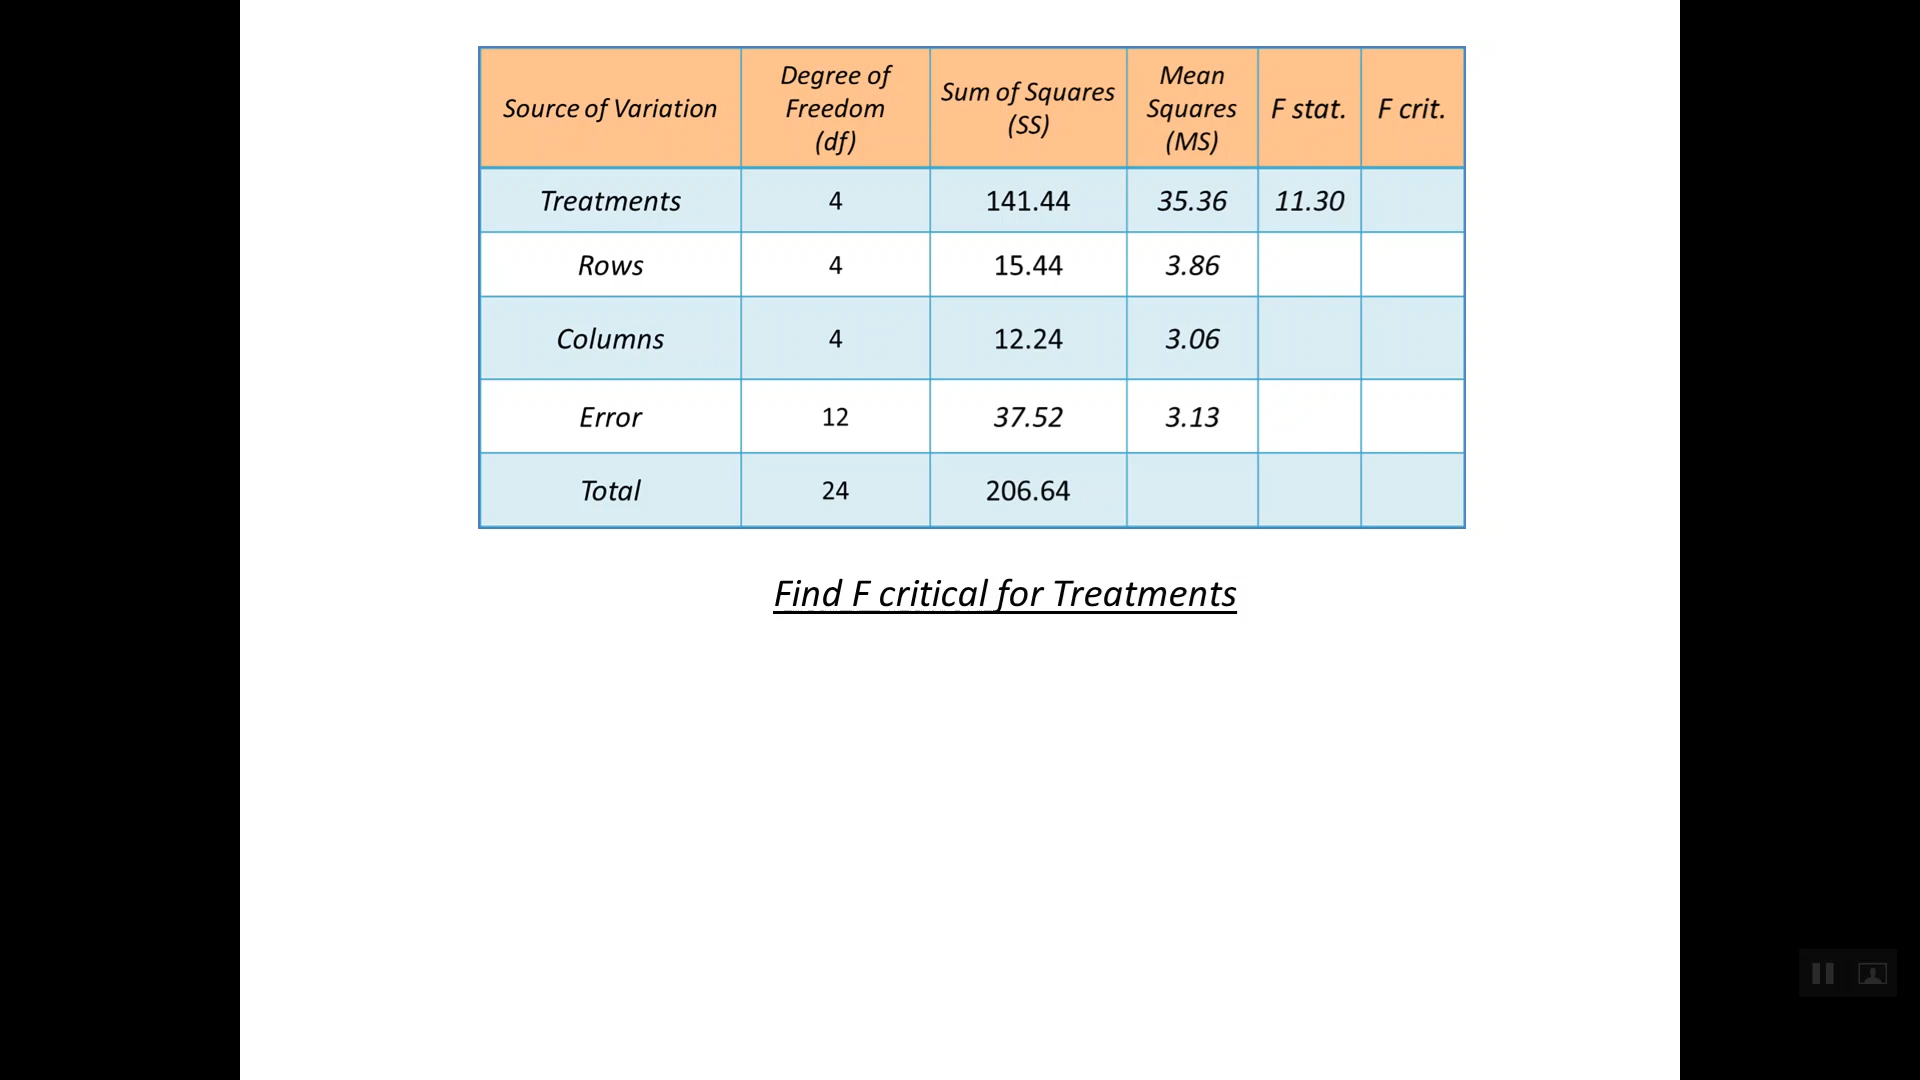 Source of Variation Degree of Freedom (df) Sum of Squares (SS) Mean Squares (MS) F stat. F crit.
Treatments 4 141.44 35.36 11.30
Rows 4 15.44 3.86
Columns 4 12.24 3.06
Error 12 37.52 3.13
Total 24 206.64
Find F critical for Treatments